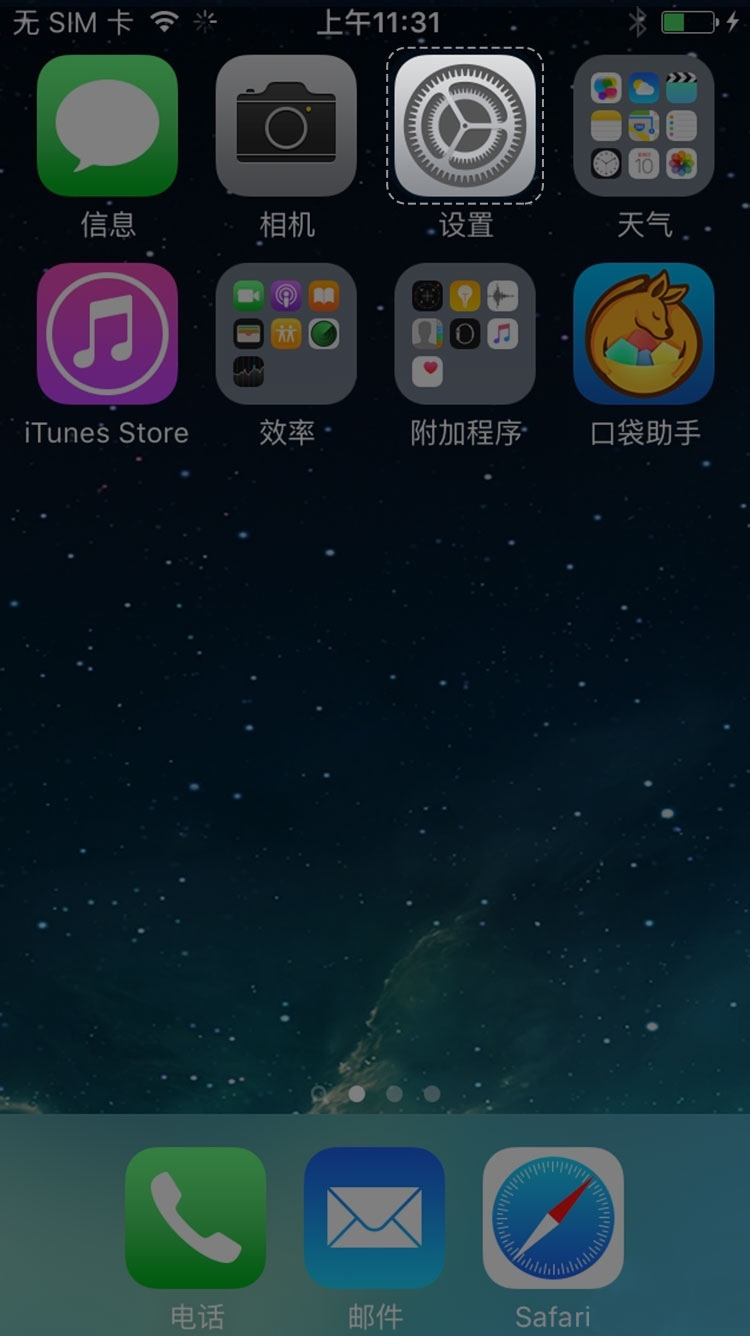 无 SIM 卡 上午11:31
信息 相机 设置 天气
10
iTunes Store 效率 附加程序 口袋助手
电话 邮件 Safari